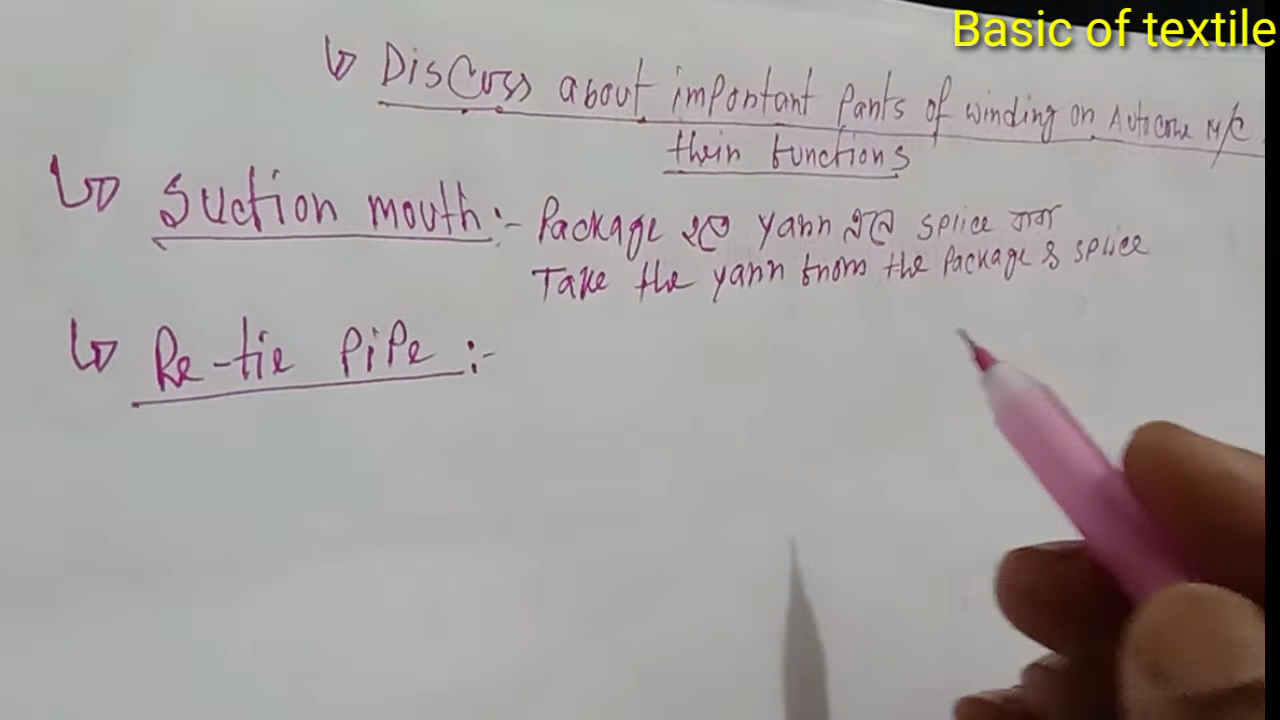 Basic of textile
Discuss about important parts of winding on Autocone M/C
their functions
Suction mouth:- Package হতে yarn এনে splice করা
Take the yarn from the package & splice
Re-tie PiPe:-